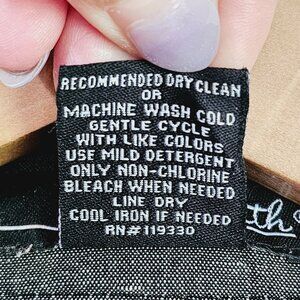 RECOMMENDED DRY CLEAN
OR
MACHINE WASH COLD
GENTLE CYCLE
WITH LIKE COLORS
USE MILD DETERGENT
ONLY NON-CHLORINE
BLEACH WHEN NEEDED
LINE DRY
COOL IRON IF NEEDED
RN#119330